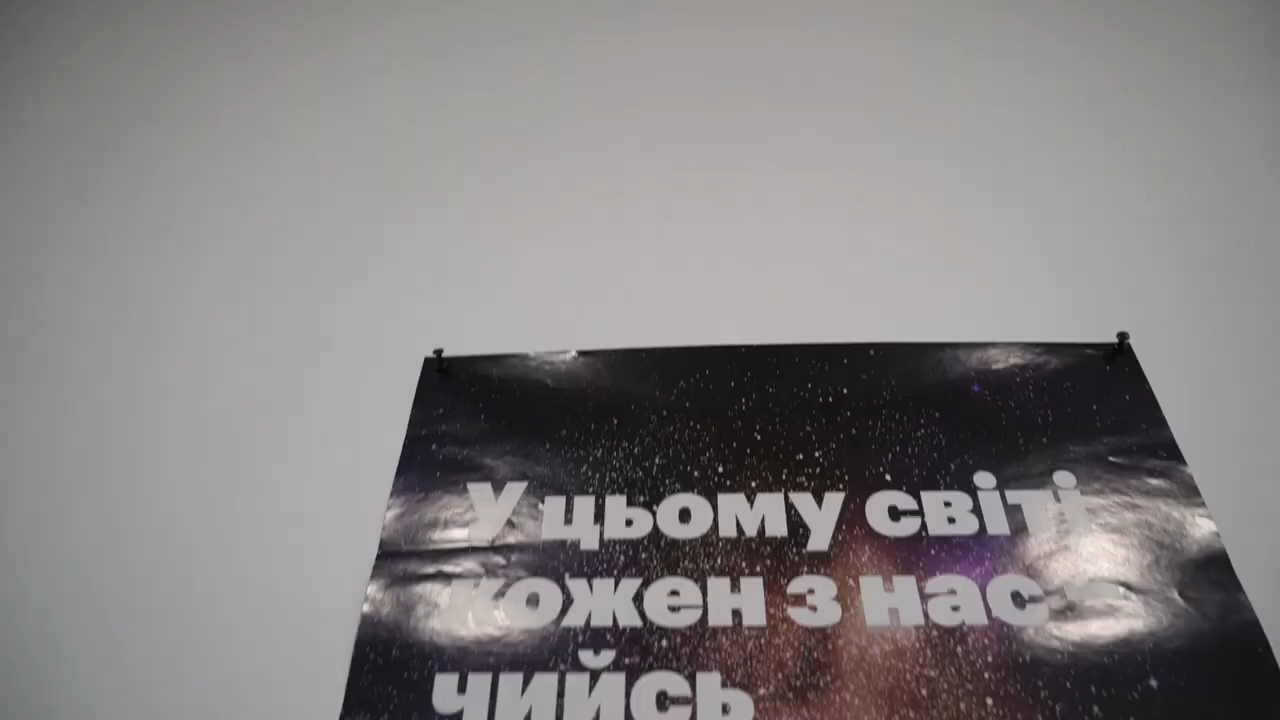 У цьому світі
кожен з нас є
чийсь